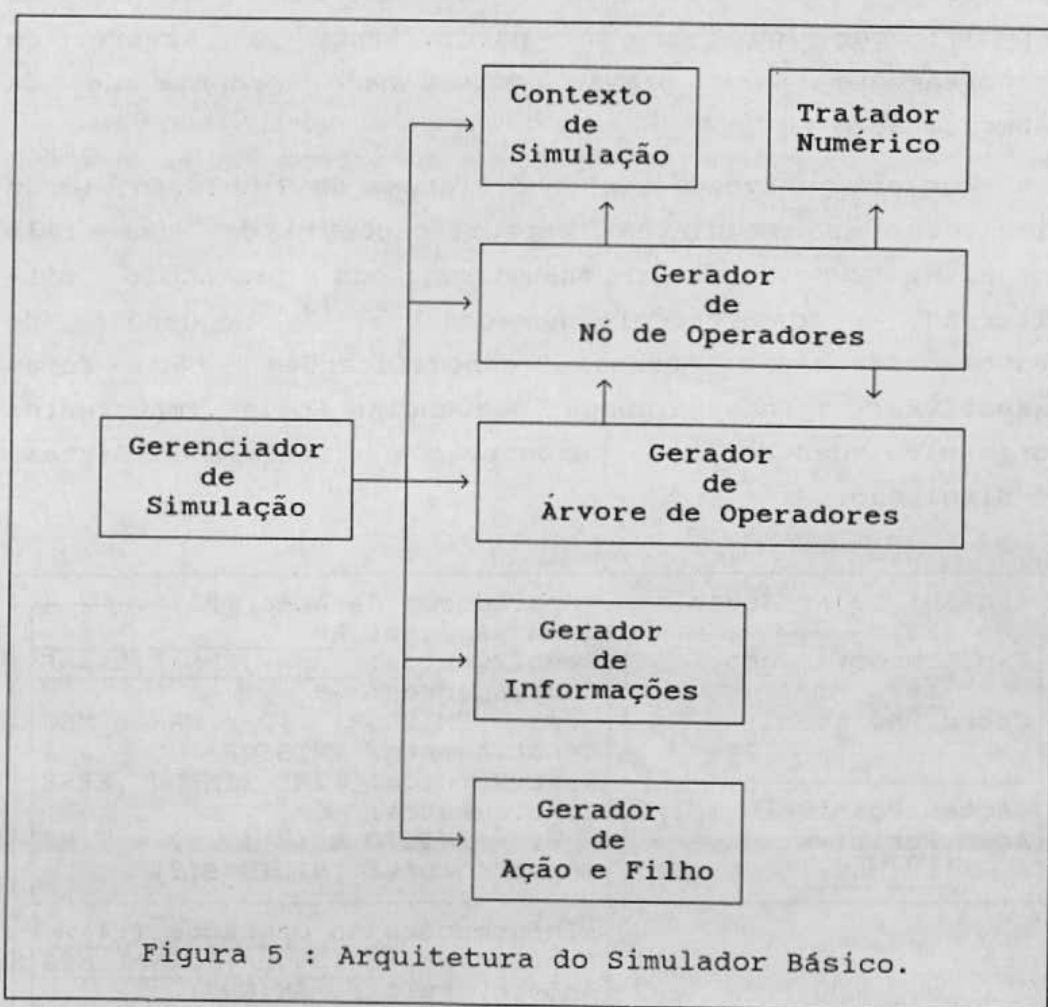 Contexto
de
Simulação
Tratador
Numérico
Gerador
de
Nó de Operadores
Gerenciador
de
Simulação
Gerador
de
Árvore de Operadores
Gerador
de
Informações
Gerador
de
Ação e Filho
Figura 5 : Arquitetura do Simulador Básico.